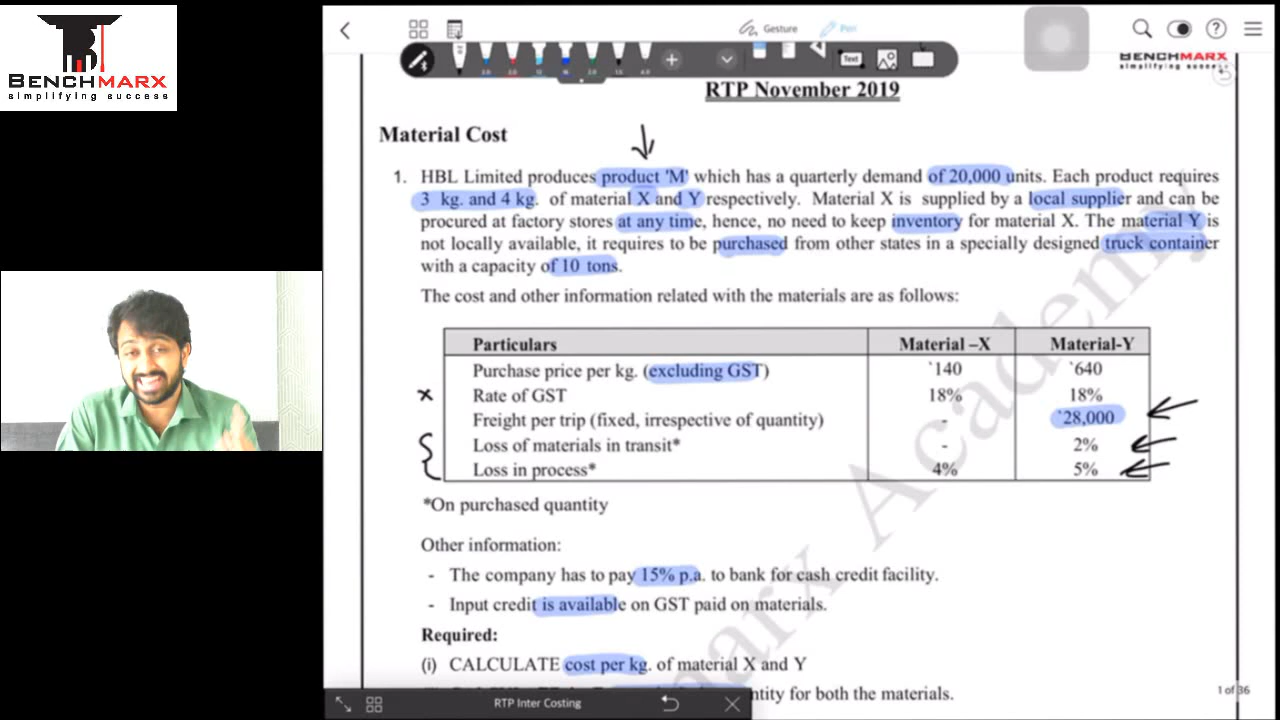 BENCHMARX
simplifying success
Gesture
Pen
Text
BENCHMARX
simplifying success
RTP November 2019
Material Cost
1. HBL Limited produces product 'M' which has a quarterly demand of 20,000 units. Each product requires
3 kg. and 4 kg. of material X and Y respectively. Material X is supplied by a local supplier and can be
procured at factory stores at any time, hence, no need to keep inventory for material X. The material Y is
not locally available, it requires to be purchased from other states in a specially designed truck container
with a capacity of 10 tons.
The cost and other information related with the materials are as follows:
Particulars Material –X Material-Y
Purchase price per kg. (excluding GST) `140 `640
Rate of GST 18% 18%
Freight per trip (fixed, irrespective of quantity) - `28,000
Loss of materials in transit* - 2%
Loss in process* 4% 5%
*On purchased quantity
Other information:
- The company has to pay 15% p.a. to bank for cash credit facility.
- Input credit is available on GST paid on materials.
Required:
(i) CALCULATE cost per kg. of material X and Y
ntity for both the materials.
1 of 36
RTP Inter Costing